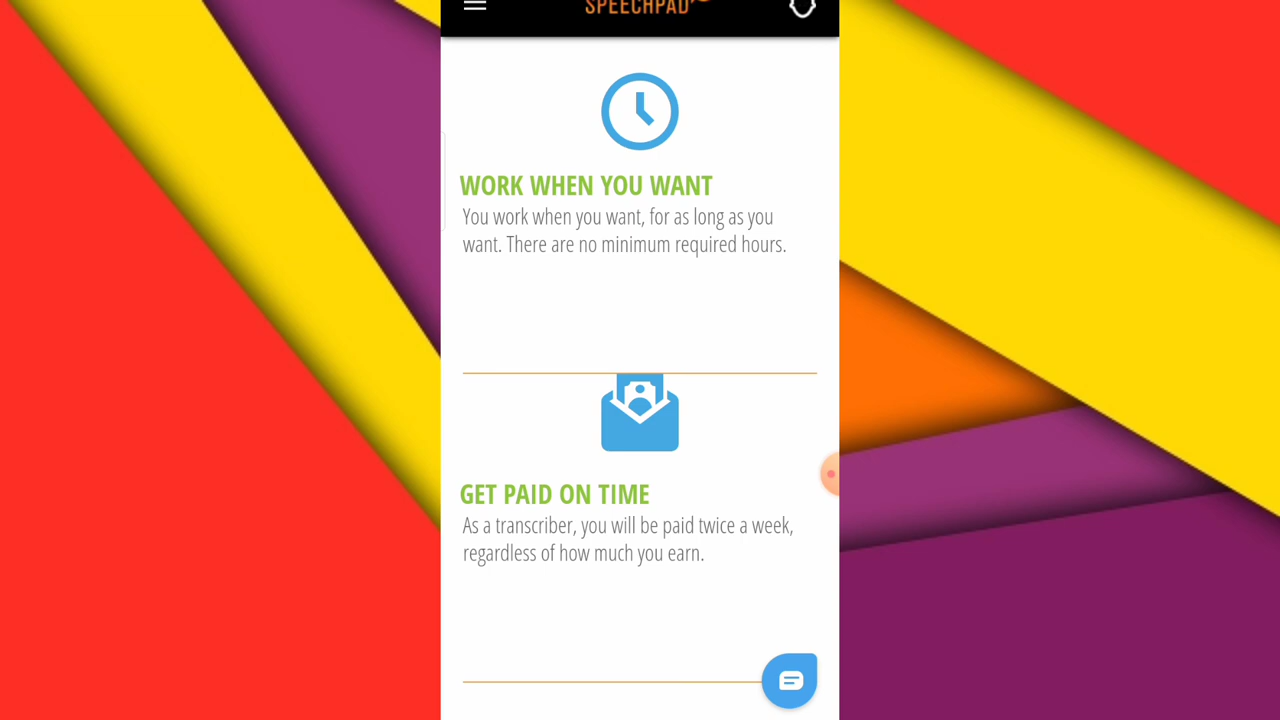 SPEECHPAD
WORK WHEN YOU WANT
You work when you want, for as long as you
want. There are no minimum required hours.
GET PAID ON TIME
As a transcriber, you will be paid twice a week,
regardless of how much you earn.